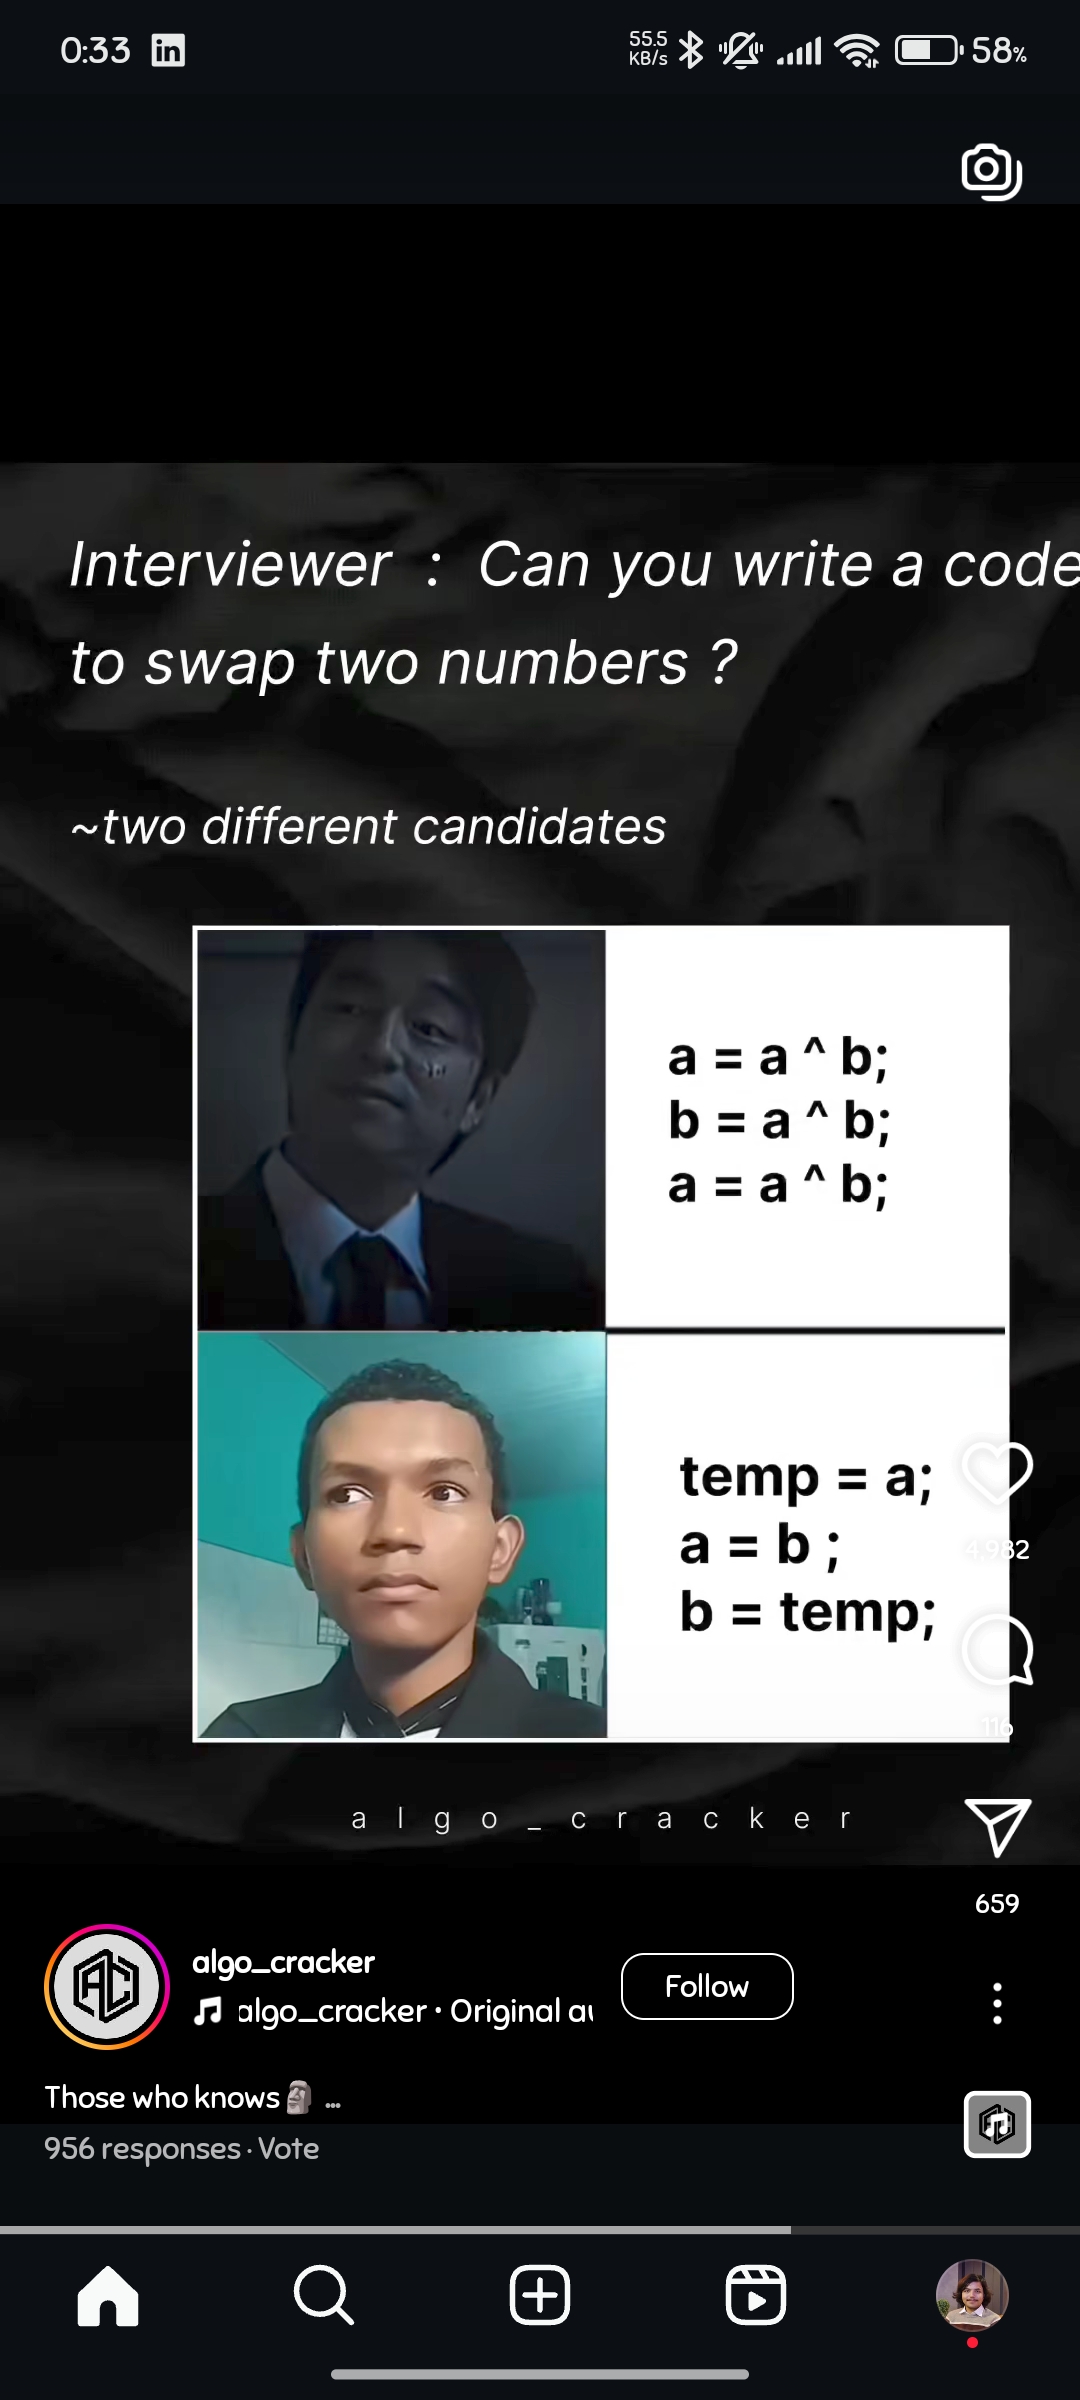 0:33 in 55.5 KB/s 58%
Interviewer : Can you write a code
to swap two numbers ?
~two different candidates
a = a ^ b;
b = a ^ b;
a = a ^ b;
temp = a;
a = b ;
b = temp;
4,982
116
algo_cracker
659
algo_cracker
Follow
algo_cracker • Original au
Those who knows🗿 ...
956 responses · Vote